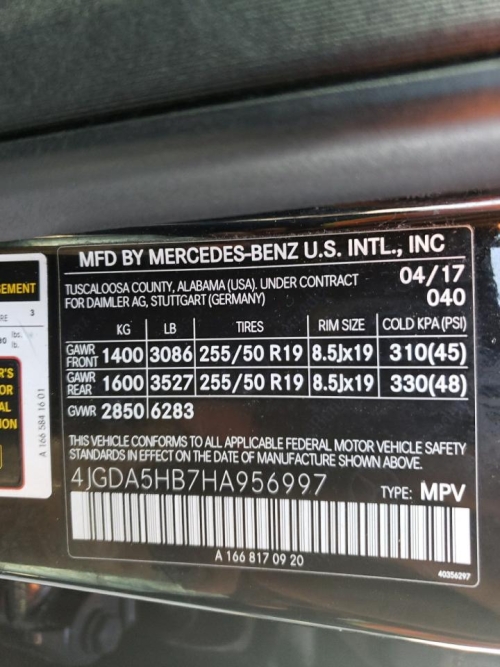 MFD BY MERCEDES-BENZ U.S. INTL., INC
TUSCALOOSA COUNTY, ALABAMA (USA). UNDER CONTRACT
FOR DAIMLER AG, STUTTGART (GERMANY)
04/17
040
KG LB TIRES RIM SIZE COLD KPA(PSI)
GAWR FRONT 1400 3086 255/50 R19 8.5Jx19 310(45)
GAWR REAR 1600 3527 255/50 R19 8.5Jx19 330(48)
GVWR 2850 6283
THIS VEHICLE CONFORMS TO ALL APPLICABLE FEDERAL MOTOR VEHICLE SAFETY
STANDARDS IN EFFECT ON THE DATE OF MANUFACTURE SHOWN ABOVE.
4JGDA5HB7HA956997
TYPE: MPV
A 166 817 09 20
40356297
3
lbs.
lb.
A 166 584 16 01